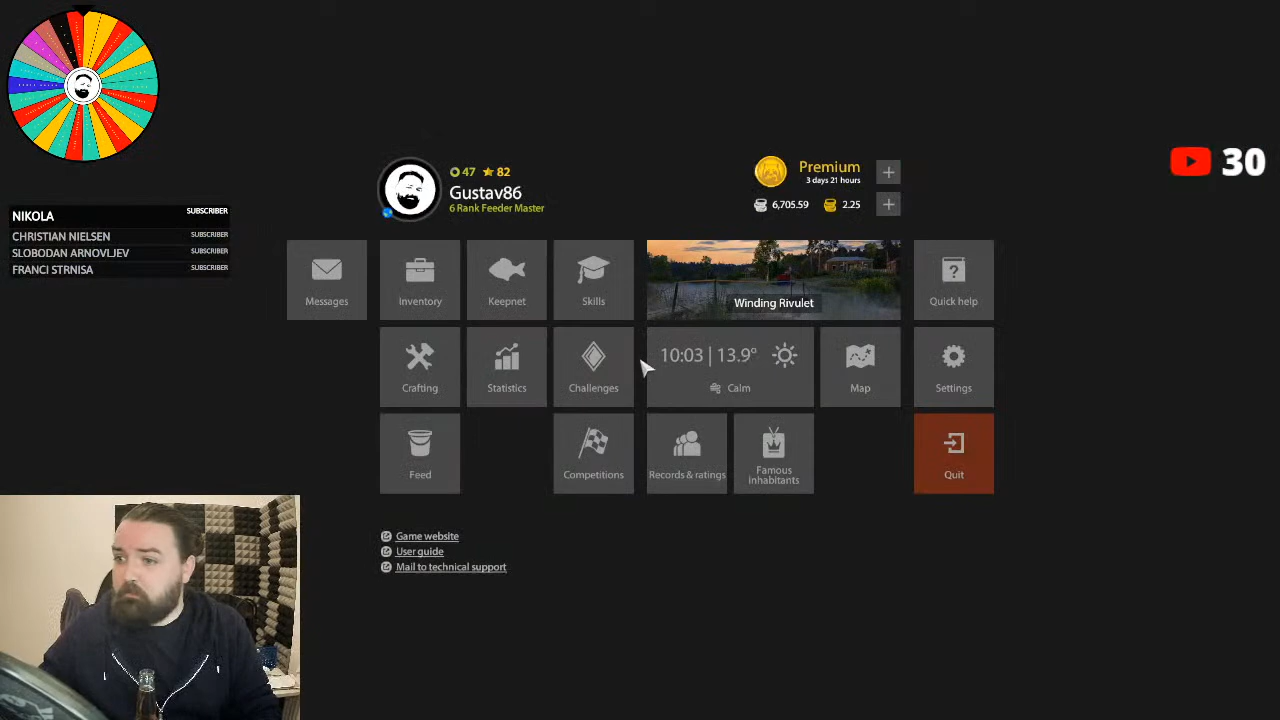 NIKOLA SUBSCRIBER
CHRISTIAN NIELSEN SUBSCRIBER
SLOBODAN ARNOVLJEV SUBSCRIBER
FRANCI STRNISA SUBSCRIBER
47 82
Gustav86
6 Rank Feeder Master
Premium
3 days 21 hours
6,705.59 2.25
30
Messages
Inventory
Keepnet
Skills
Winding Rivulet
Quick help
Crafting
Statistics
Challenges
10:03 | 13.9°
Calm
Map
Settings
Feed
Competitions
Records & ratings
Famous
inhabitants
Quit
Game website
User guide
Mail to technical support